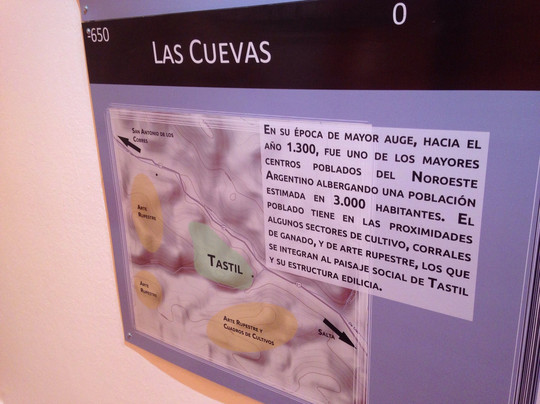 -650
0
LAS CUEVAS
SAN ANTONIO DE LOS
COBRES
ARTE
RUPESTRE
TASTIL
ARTE
RUPESTRE
ARTE RUPESTRE Y
CUADROS DE CULTIVOS
SALTA
EN SU ÉPOCA DE MAYOR AUGE, HACIA EL
AÑO 1.300, FUE UNO DE LOS MAYORES
CENTROS POBLADOS DEL NOROESTE
ARGENTINO ALBERGANDO UNA POBLACIÓN
ESTIMADA EN 3.000 HABITANTES. EL
POBLADO TIENE EN LAS PROXIMIDADES
ALGUNOS SECTORES DE CULTIVO, CORRALES
DE GANADO, Y DE ARTE RUPESTRE, LOS QUE
SE INTEGRAN AL PAISAJE SOCIAL DE TASTIL
Y SU ESTRUCTURA EDILICIA.